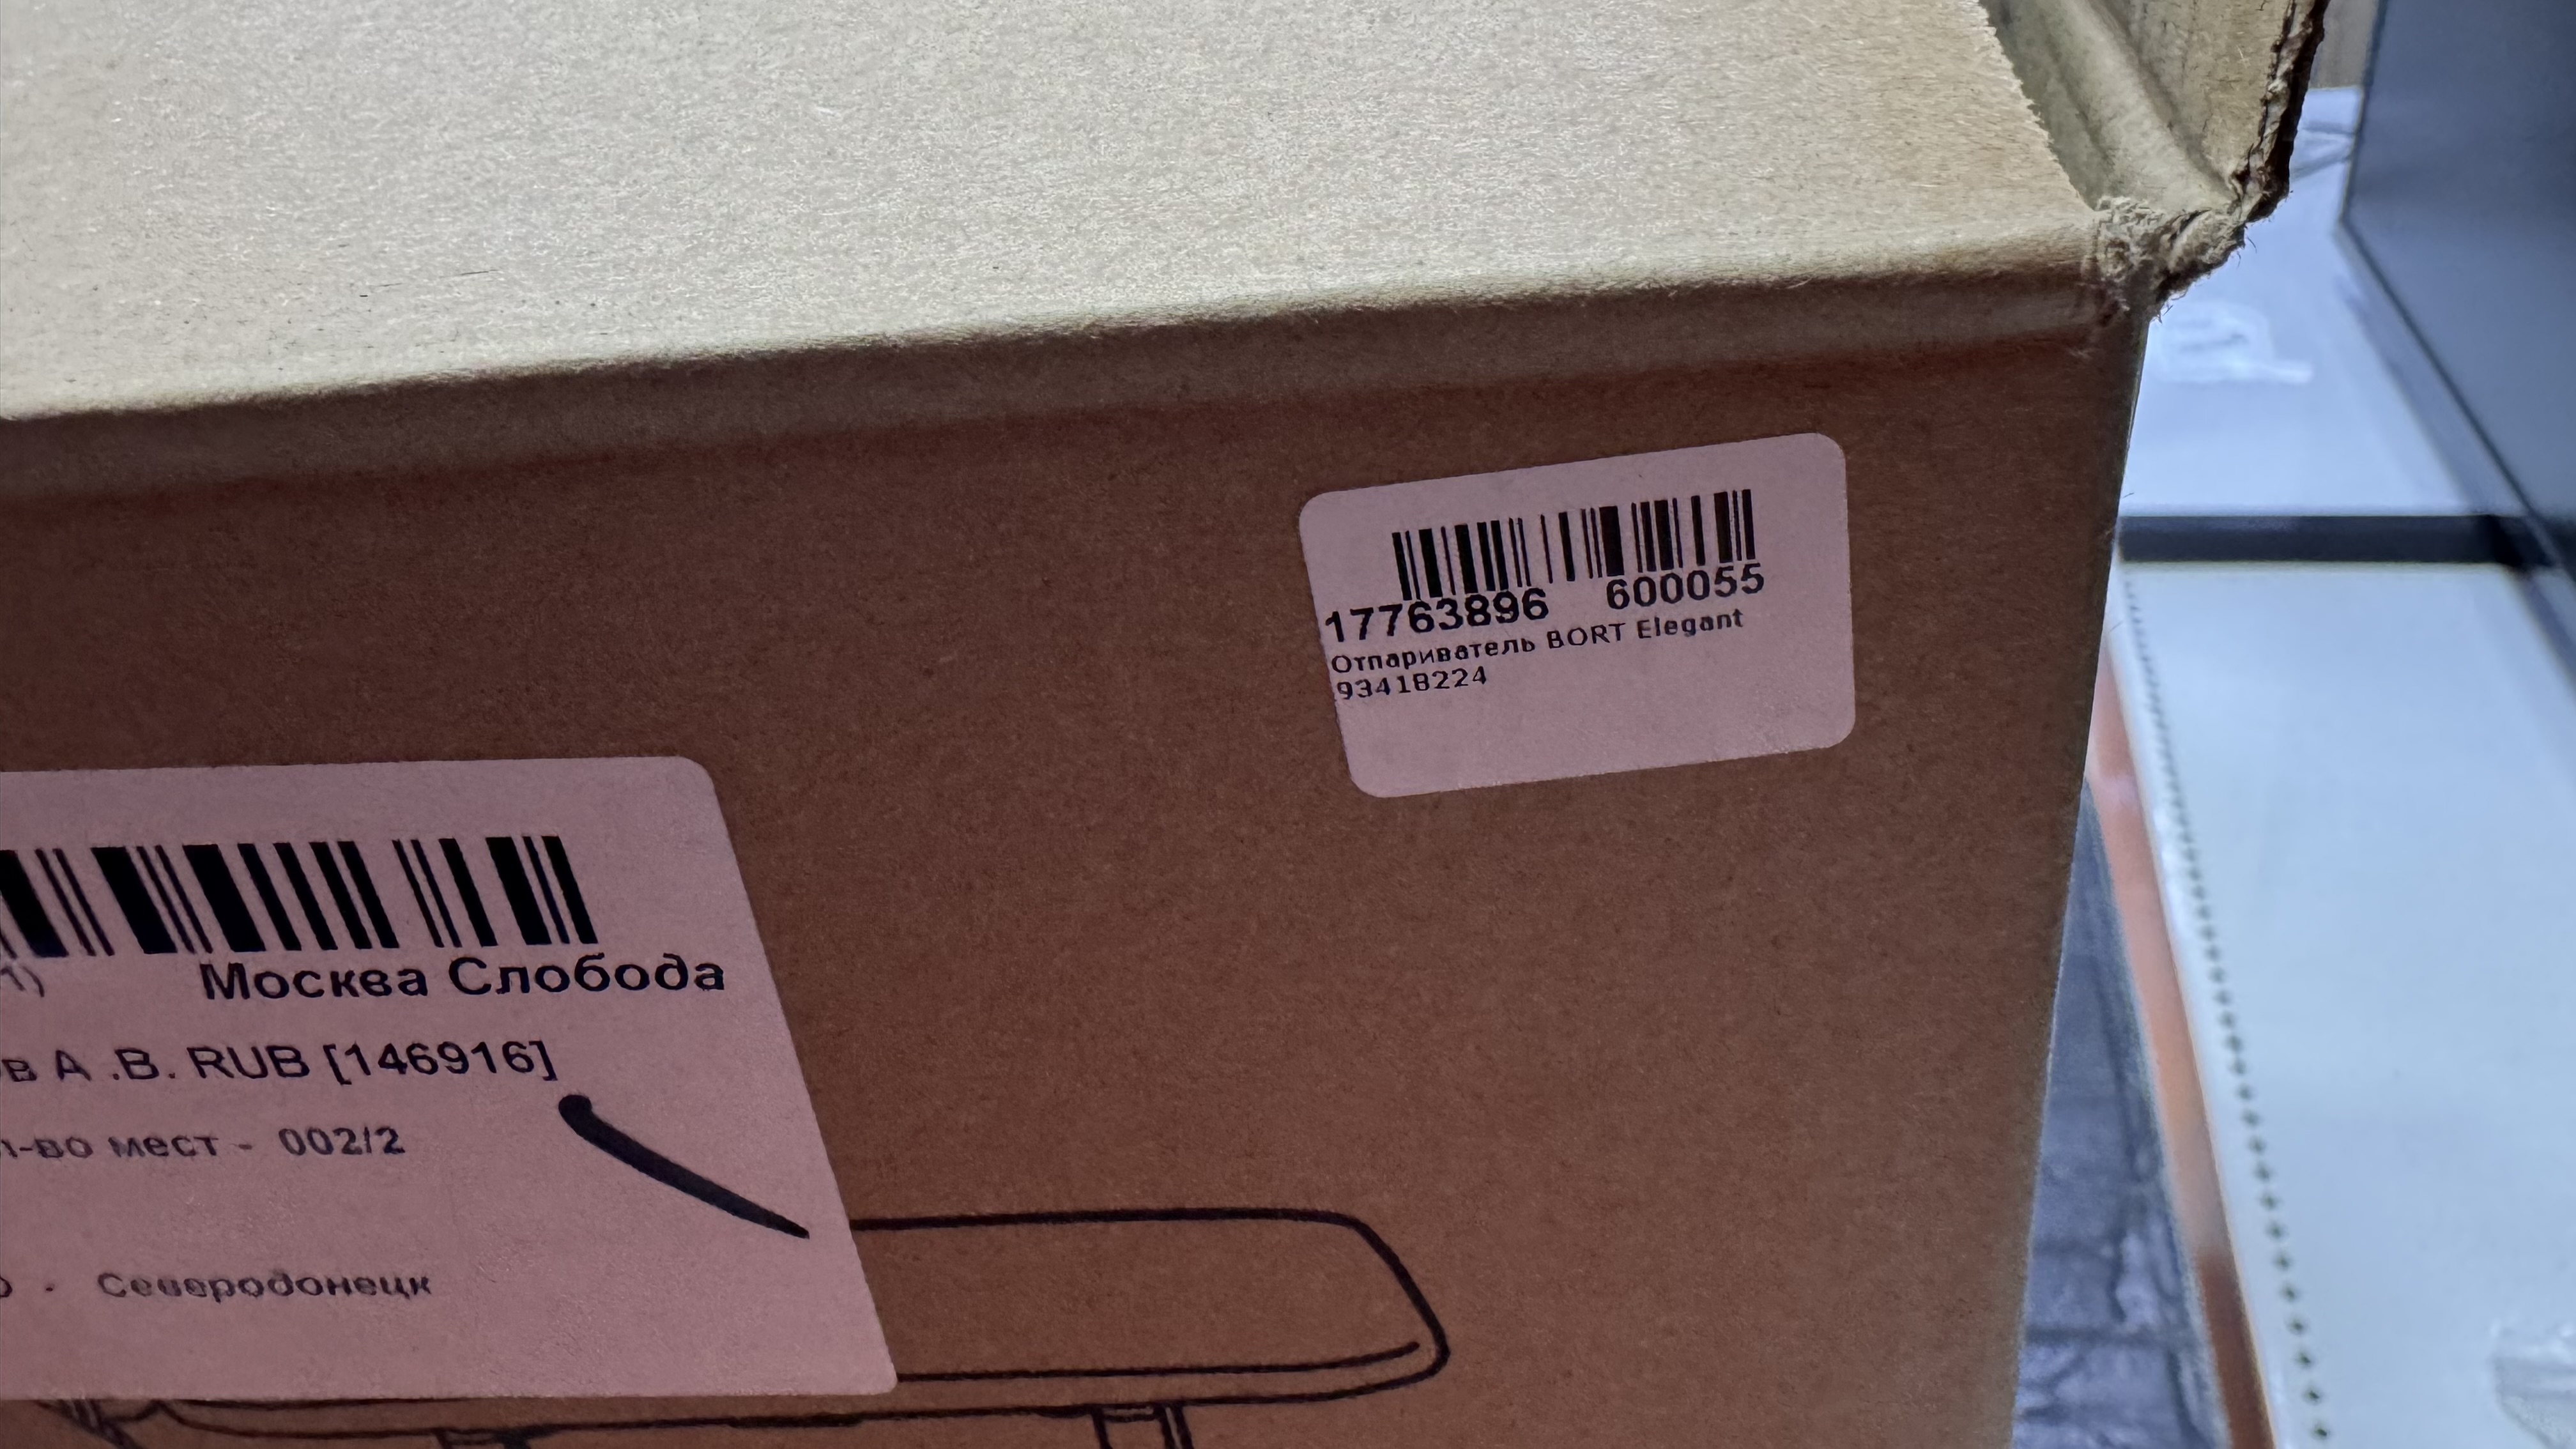 17763896 600055
Отпариватель BORT Elegant
93418224
Москва Слобода
в А .В. RUB [146916]
-во мест - 002/2
- Северодонецк